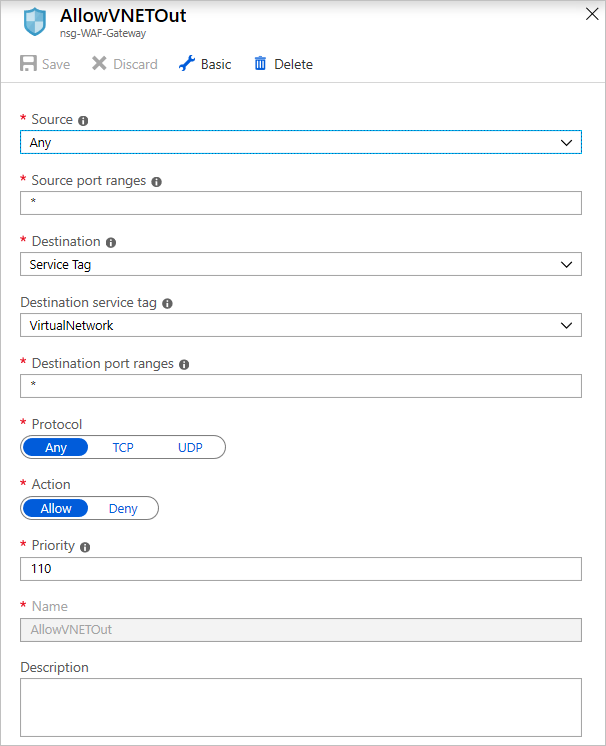 AllowVNETOut
nsg-WAF-Gateway
Save Discard Basic Delete
* Source
Any
* Source port ranges
*
* Destination
Service Tag
Destination service tag
VirtualNetwork
* Destination port ranges
*
* Protocol
Any TCP UDP
* Action
Allow Deny
* Priority
110
* Name
AllowVNETOut
Description